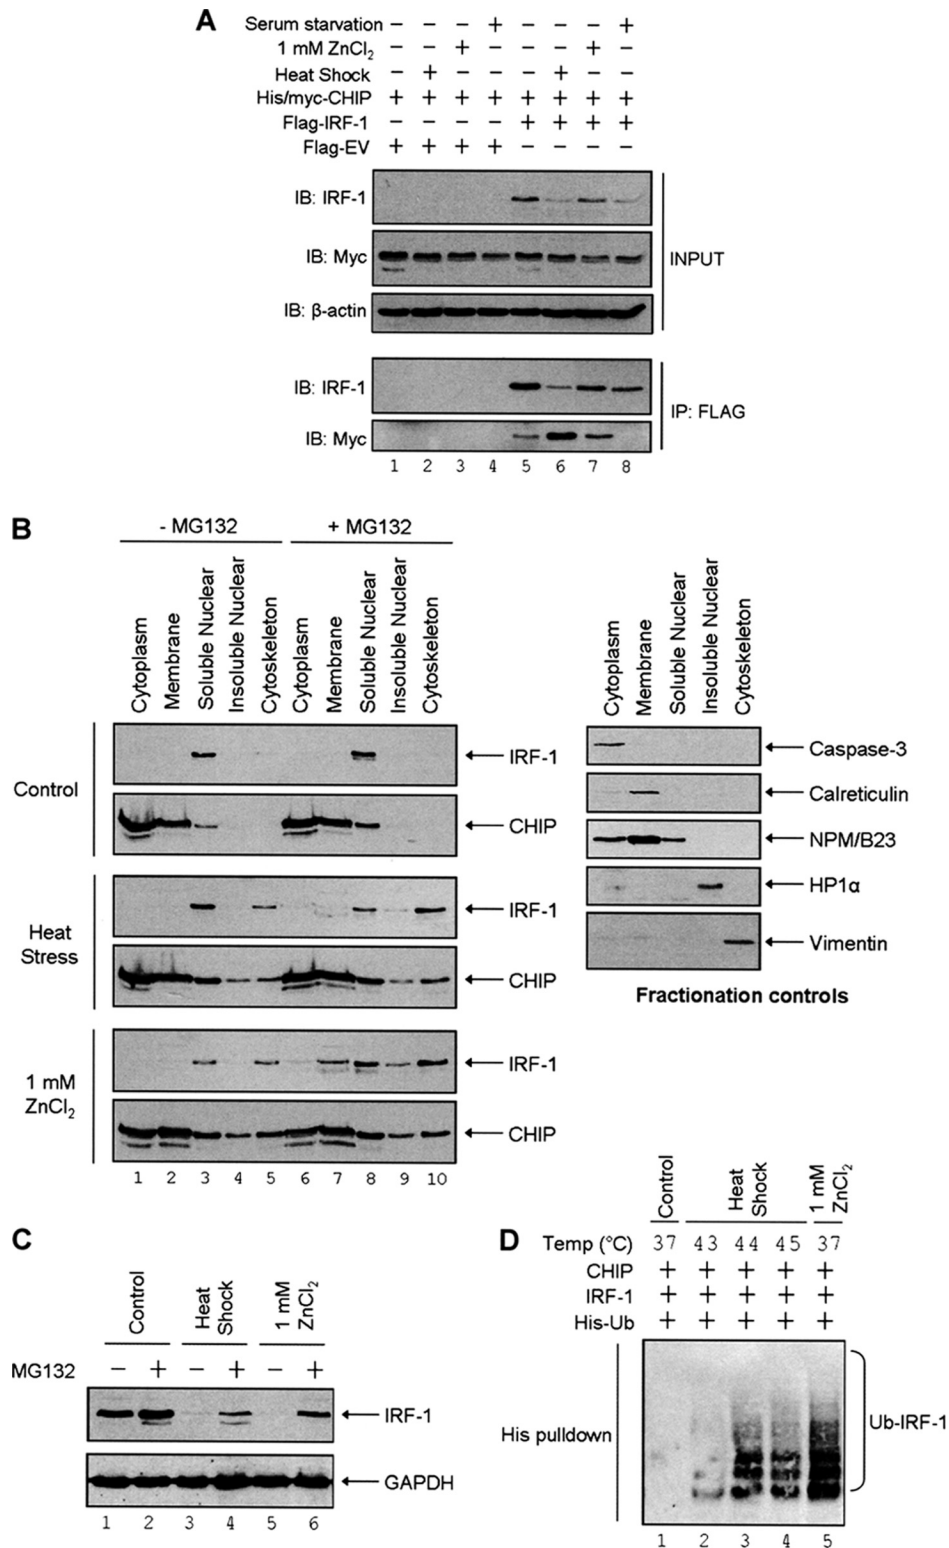 A
Serum starvation − − − + − − − +
1 mM ZnCl2 − − + − − − + −
Heat Shock − + − − − + − −
His/myc-CHIP + + + + + + + +
Flag-IRF-1 − − − − + + + +
Flag-EV + + + + − − − −
IB: IRF-1
IB: Myc
IB: β-actin
INPUT
IB: IRF-1
IB: Myc
IP: FLAG
1 2 3 4 5 6 7 8
B
- MG132 + MG132
Cytoplasm Membrane Soluble Nuclear Insoluble Nuclear Cytoskeleton Cytoplasm Membrane Soluble Nuclear Insoluble Nuclear Cytoskeleton
Control
IRF-1
CHIP
Heat
Stress
IRF-1
CHIP
1 mM
ZnCl2
IRF-1
CHIP
1 2 3 4 5 6 7 8 9 10
Cytoplasm Membrane Soluble Nuclear Insoluble Nuclear Cytoskeleton
Caspase-3
Calreticulin
NPM/B23
HP1α
Vimentin
Fractionation controls
C
Control
Heat
Shock
1 mM
ZnCl2
MG132 − + − + − +
IRF-1
GAPDH
1 2 3 4 5 6
D
Control
Heat
Shock
1 mM
ZnCl2
Temp (°C) 37 43 44 45 37
CHIP + + + + +
IRF-1 + + + + +
His-Ub + + + + +
His pulldown
Ub-IRF-1
1 2 3 4 5